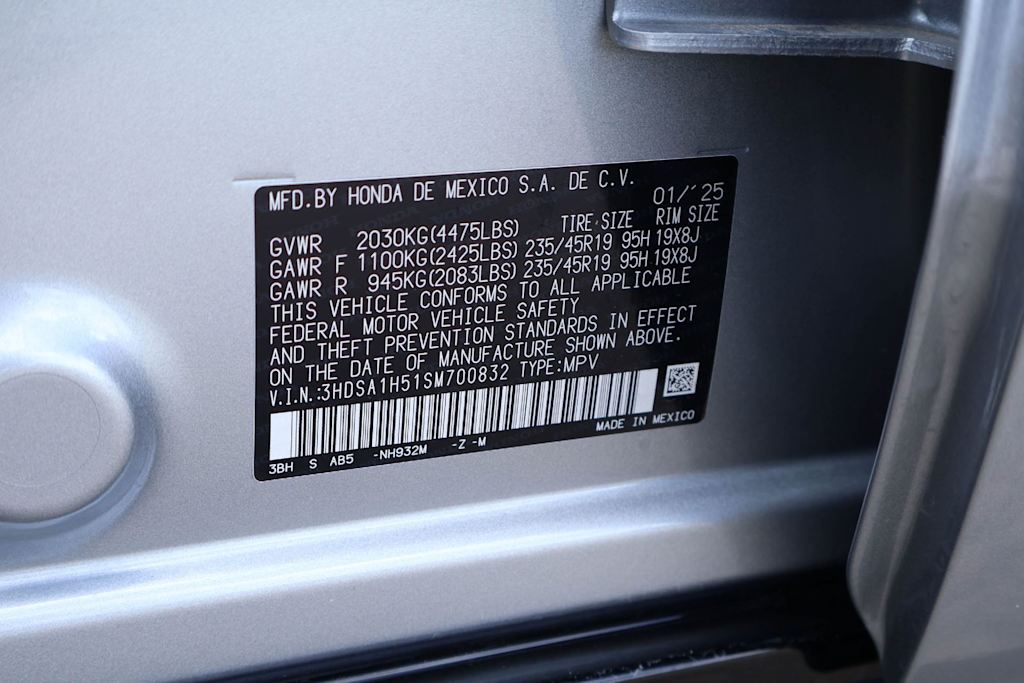 MFD.BY HONDA DE MEXICO S.A. DE C.V.
01/´25
GVWR 2030KG(4475LBS) TIRE SIZE RIM SIZE
GAWR F 1100KG(2425LBS) 235/45R19 95H 19X8J
GAWR R 945KG(2083LBS) 235/45R19 95H 19X8J
THIS VEHICLE CONFORMS TO ALL APPLICABLE
FEDERAL MOTOR VEHICLE SAFETY
AND THEFT PREVENTION STANDARDS IN EFFECT
ON THE DATE OF MANUFACTURE SHOWN ABOVE.
V.I.N.:3HDSA1H51SM700832 TYPE:MPV
MADE IN MEXICO
3BH S AB5 -NH932M -Z -M